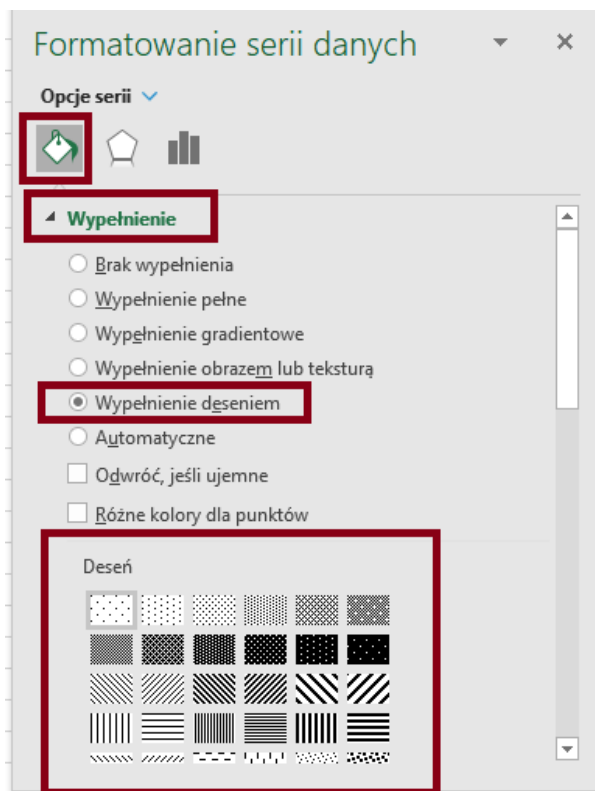 Formatowanie serii danych
Opcje serii
Wypełnienie
Brak wypełnienia
Wypełnienie pełne
Wypełnienie gradientowe
Wypełnienie obrazem lub teksturą
Wypełnienie deseniem
Automatyczne
Odwróć, jeśli ujemne
Różne kolory dla punktów
Deseń